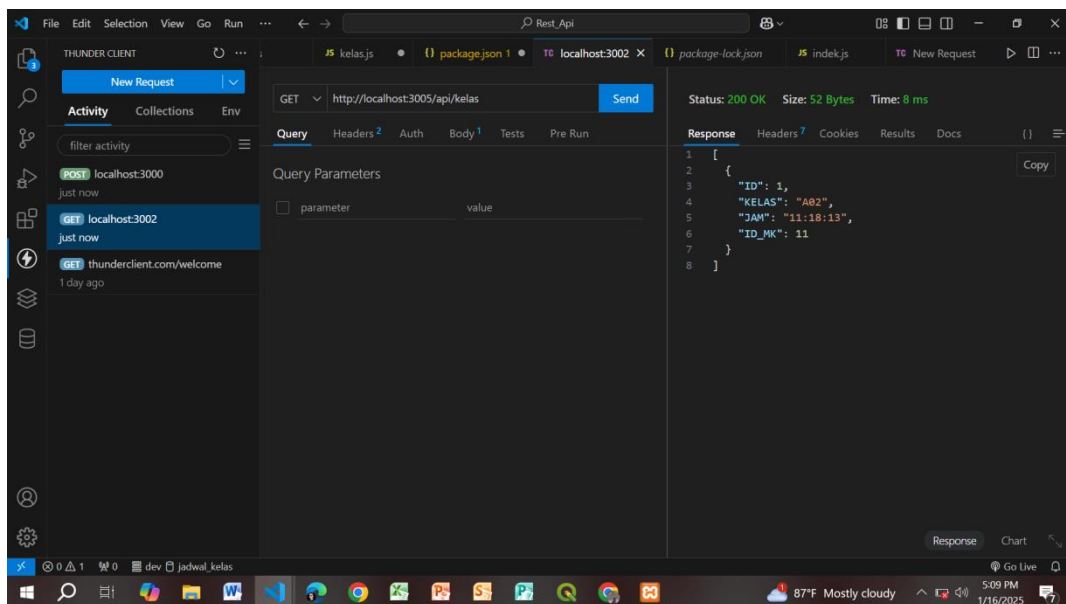 File Edit Selection View Go Run ··· Rest_Api
THUNDER CLIENT
New Request
Activity Collections Env
filter activity
POST localhost:3000
just now
GET localhost:3002
just now
GET thunderclient.com/welcome
1 day ago
JS kelas.js {} package.json 1 TC localhost:3002 {} package-lock.json JS indek.js TC New Request
GET http://localhost:3005/api/kelas Send
Query Headers 2 Auth Body 1 Tests Pre Run
Query Parameters
parameter value
Status: 200 OK Size: 52 Bytes Time: 8 ms
Response Headers 7 Cookies Results Docs {}
Copy
1 [
2 {
3 "ID": 1,
4 "KELAS": "A02",
5 "JAM": "11:18:13",
6 "ID_MK": 11
7 }
8 ]
Response Chart
3
0 1 0 dev jadwal_kelas Go Live
87°F Mostly cloudy 5:09 PM
1/16/2025
7